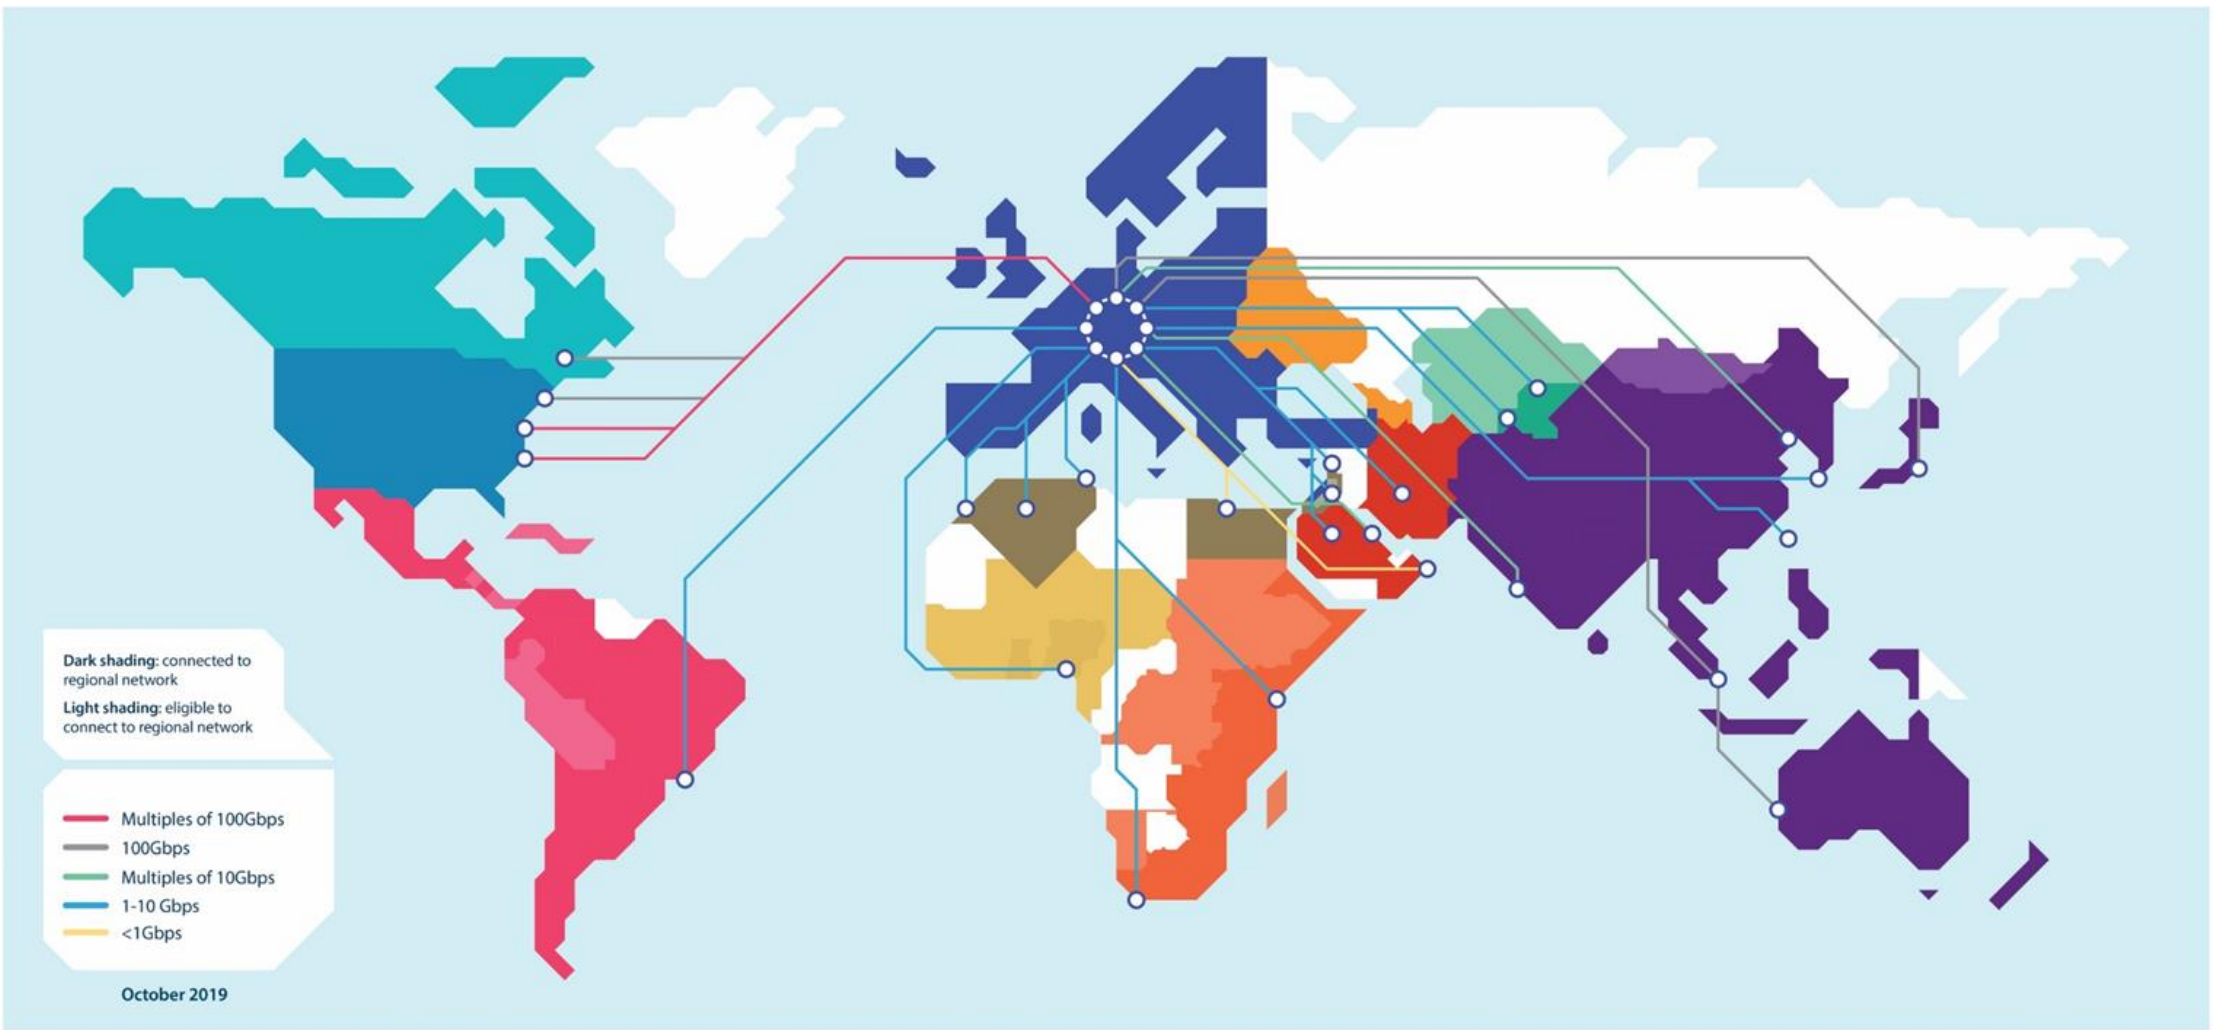 Dark shading: connected to
regional network
Light shading: eligible to
connect to regional network
Multiples of 100Gbps
100Gbps
Multiples of 10Gbps
1-10 Gbps
<1Gbps
October 2019